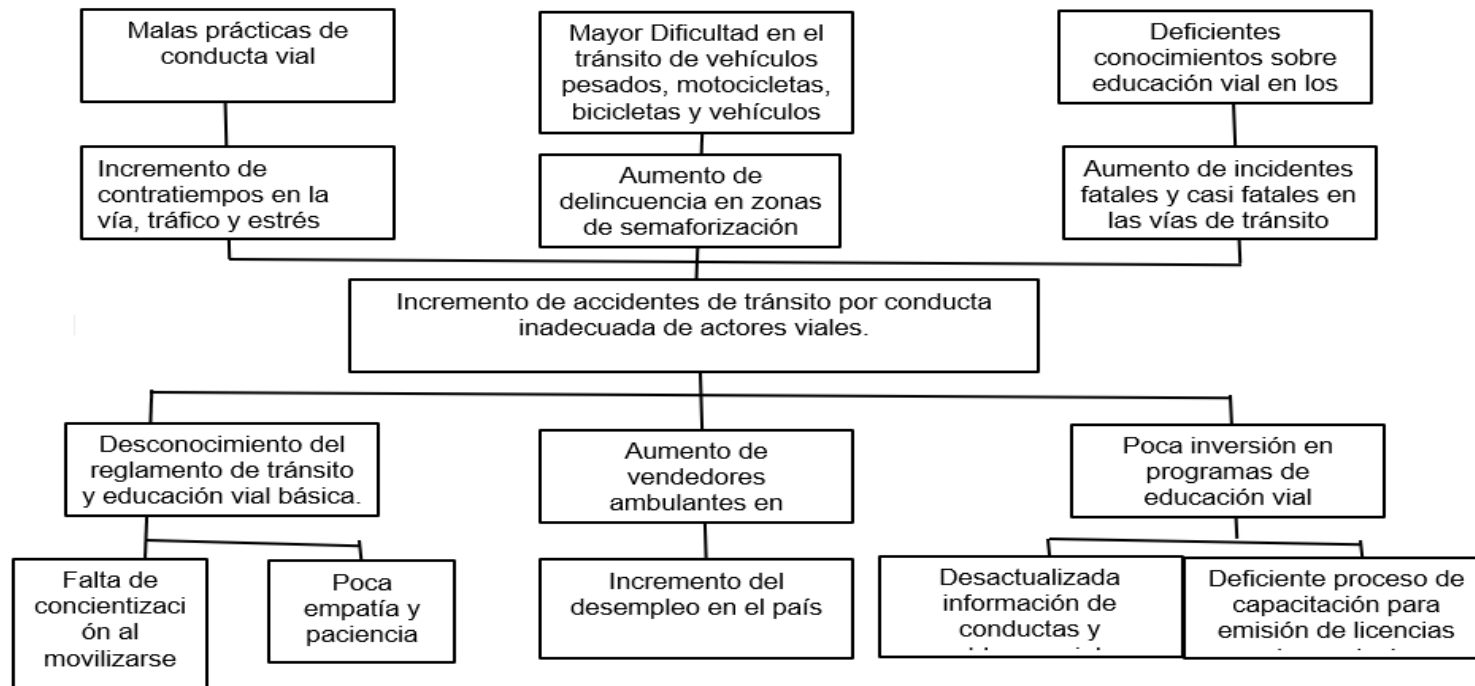 Malas prácticas de
conducta vial
Mayor Dificultad en el
tránsito de vehículos
pesados, motocicletas,
bicicletas y vehículos
Deficientes
conocimientos sobre
educación vial en los
Incremento de
contratiempos en la
vía, tráfico y estrés
Aumento de
delincuencia en zonas
de semaforización
Aumento de incidentes
fatales y casi fatales en
las vías de tránsito
Incremento de accidentes de tránsito por conducta
inadecuada de actores viales.
Desconocimiento del
reglamento de tránsito
y educación vial básica.
Aumento de
vendedores
ambulantes en
Poca inversión en
programas de
educación vial
Falta de
concientizaci
ón al
movilizarse
Poca
empatía y
paciencia
Incremento del
desempleo en el país
Desactualizada
información de
conductas y
Deficiente proceso de
capacitación para
emisión de licencias